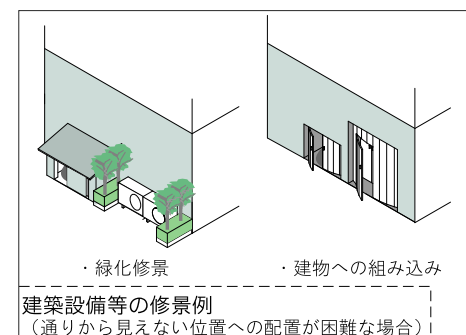 ・緑化修景
・建物への組み込み
建築設備等の修景例
（通りから見えない位置への配置が困難な場合）